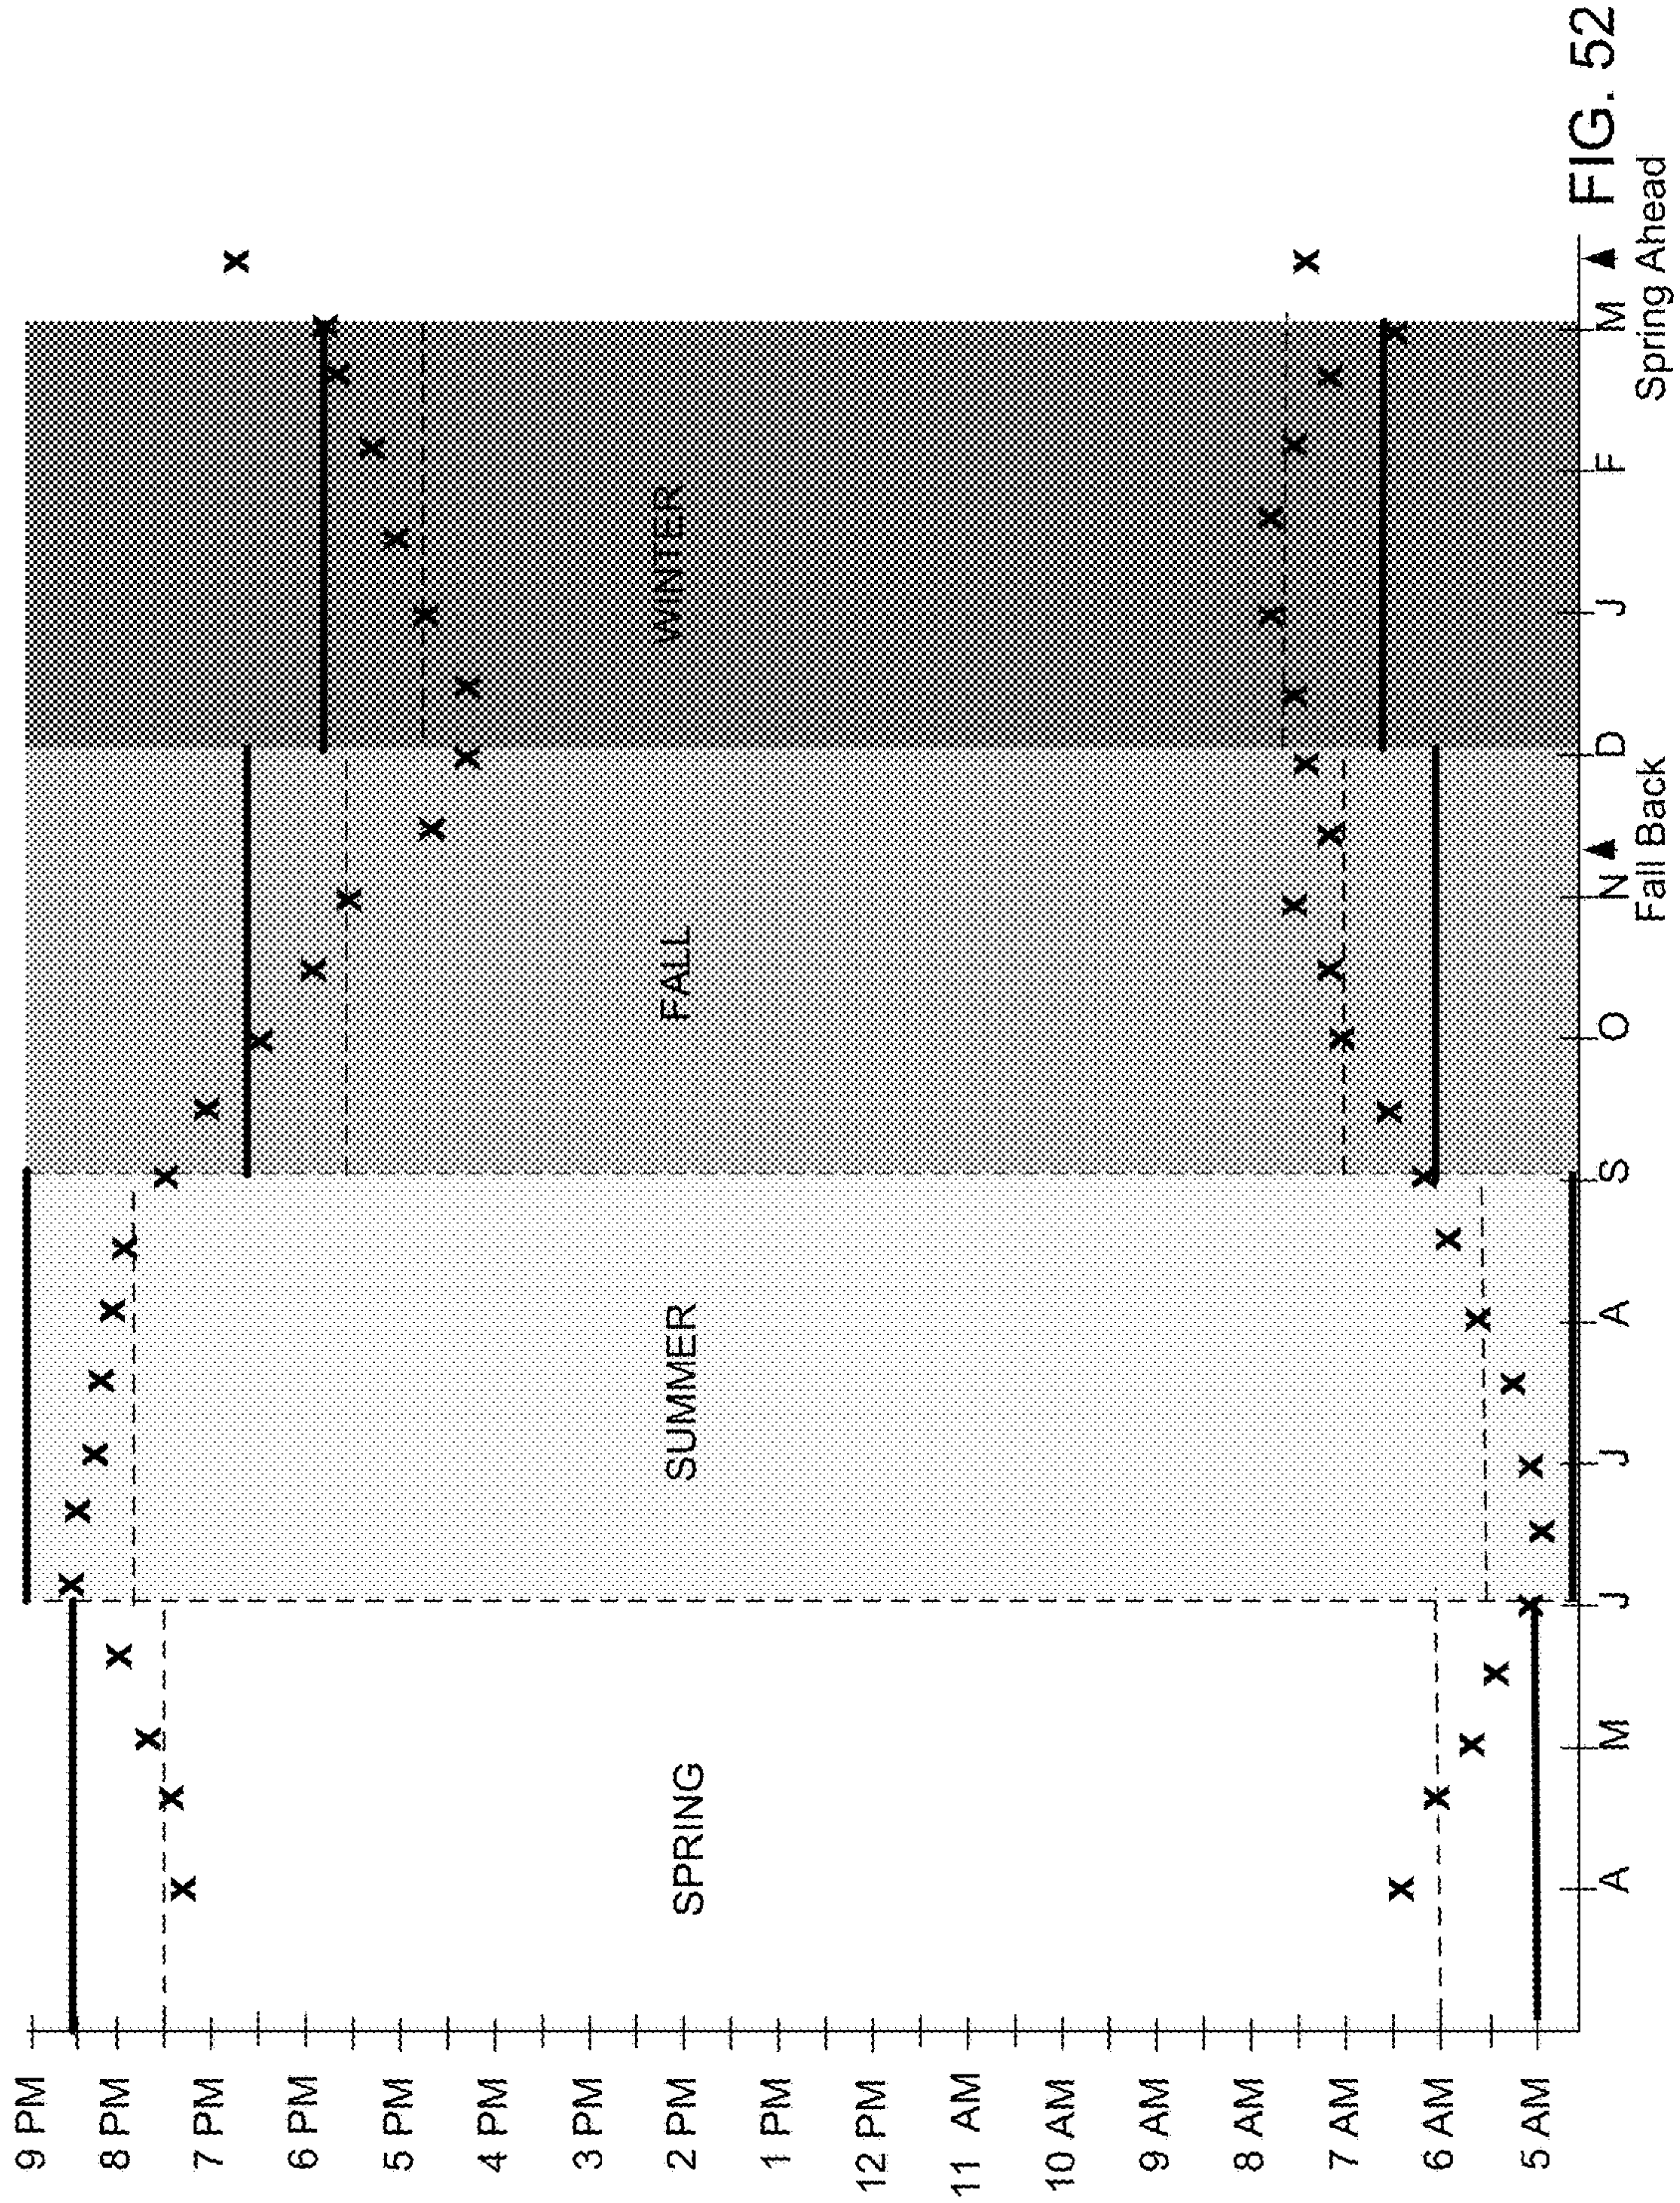 9 PM
8 PM
7 PM
6 PM
5 PM
4 PM
3 PM
2 PM
1 PM
12 PM
11 AM
10 AM
9 AM
8 AM
7 AM
6 AM
5 AM
SPRING
SUMMER
FALL
WINTER
A M J J A S O N D J F M
Fall Back
Spring Ahead
FIG. 52